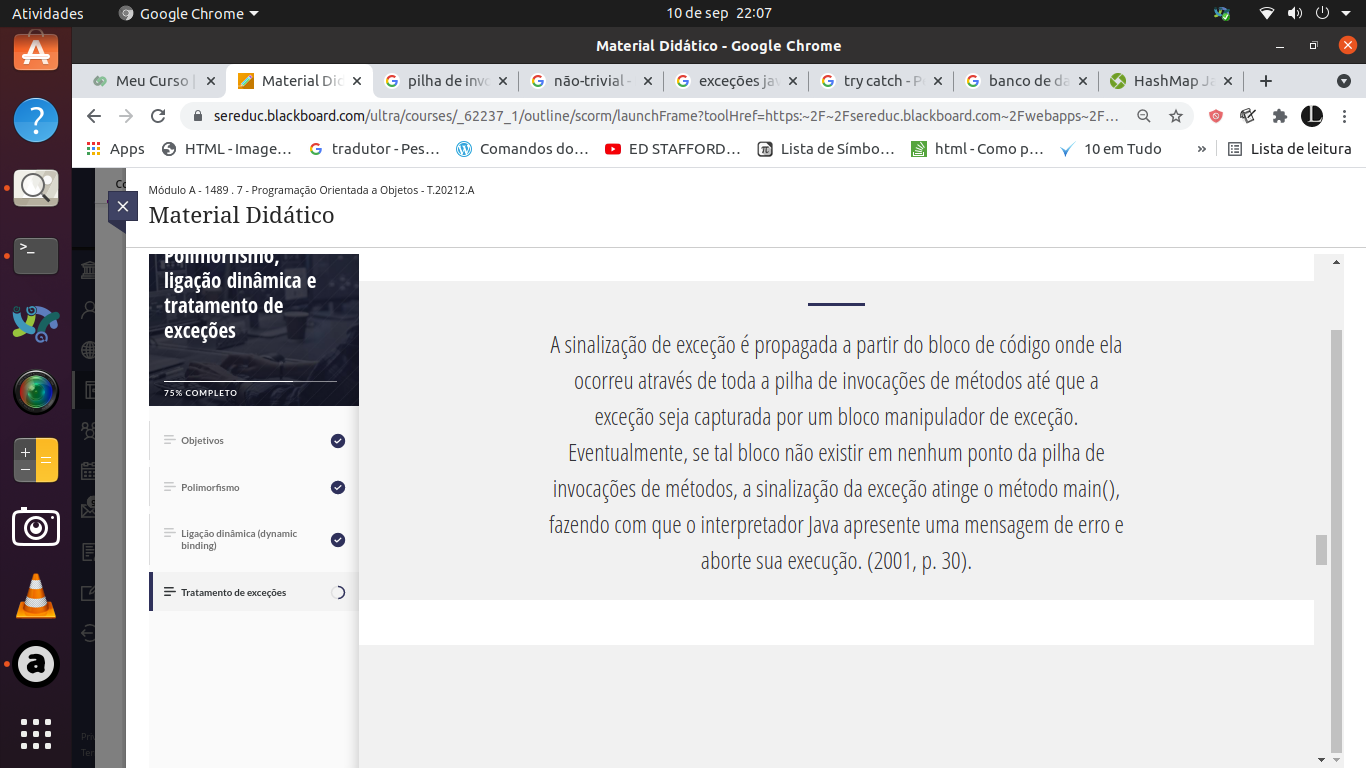 Atividades
Google Chrome
10 de sep 22:07
Material Didático - Google Chrome
Meu Curso
Material Did
pilha de invo
não-trivial -
exceções jav
try catch - P
banco de da
HashMap Ja
sereduc.blackboard.com/ultra/courses/_62237_1/outline/scorm/launchFrame?toolHref=https:~2F~2Fsereduc.blackboard.com~2Fwebapps~2F…
Apps
HTML - Image…
tradutor - Pes…
Comandos do…
ED STAFFORD…
Lista de Símbo…
html - Como p…
10 em Tudo
»
Lista de leitura
Co
Módulo A - 1489 . 7 - Programação Orientada a Objetos - T.20212.A
Material Didático
Polimorfismo,
ligação dinâmica e
tratamento de
exceções
75% COMPLETO
Objetivos
Polimorfismo
Ligação dinâmica (dynamic
binding)
Tratamento de exceções
A sinalização de exceção é propagada a partir do bloco de código onde ela
ocorreu através de toda a pilha de invocações de métodos até que a
exceção seja capturada por um bloco manipulador de exceção.
Eventualmente, se tal bloco não existir em nenhum ponto da pilha de
invocações de métodos, a sinalização da exceção atinge o método main(),
fazendo com que o interpretador Java apresente uma mensagem de erro e
aborte sua execução. (2001, p. 30).